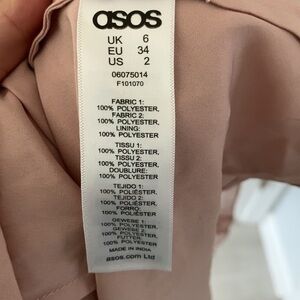 asos
UK 6
EU 34
US 2
06075014
F101070
FABRIC 1:
100% POLYESTER,
FABRIC 2:
100% POLYESTER,
LINING:
100% POLYESTER
TISSU 1:
100% POLYESTER,
TISSU 2:
100% POLYESTER,
DOUBLURE:
100% POLYESTER
TEJIDO 1:
100% POLIÉSTER,
TEJIDO 2:
100% POLIÉSTER,
FORRO:
100% POLIÉSTER
GEWEBE 1:
100% POLYESTER,
GEWEBE 2:
100% POLYESTER,
FUTTER:
100% POLYESTER
MADE IN INDIA
asos.com Ltd